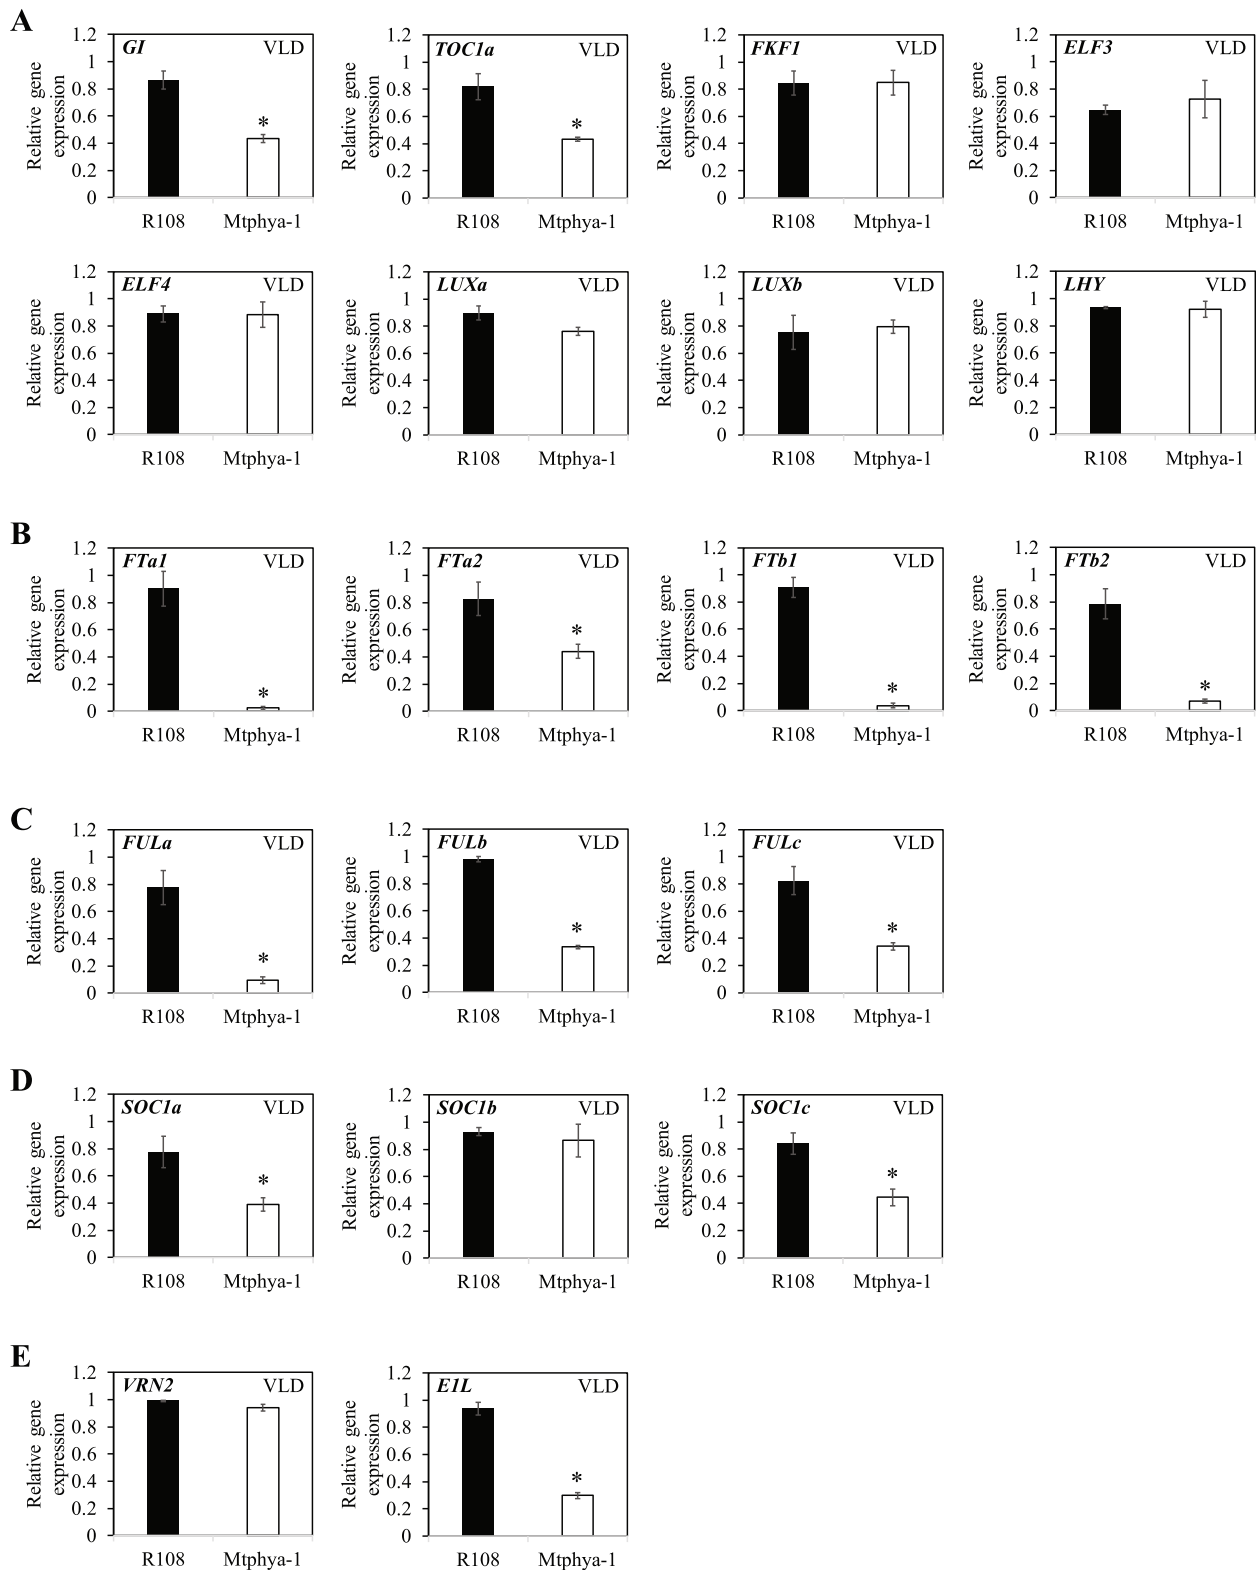 A
1.2
GI
VLD
1
0.8
0.6
0.4
0.2
0
*
Relative gene
expression
R108 Mtphya-1
1.2
TOC1a
VLD
1
0.8
0.6
0.4
0.2
0
*
Relative gene
expression
R108 Mtphya-1
1.2
FKF1
VLD
1
0.8
0.6
0.4
0.2
0
Relative gene
expression
R108 Mtphya-1
1.2
ELF3
VLD
1
0.8
0.6
0.4
0.2
0
Relative gene
expression
R108 Mtphya-1
1.2
ELF4
VLD
1
0.8
0.6
0.4
0.2
0
Relative gene
expression
R108 Mtphya-1
1.2
LUXa
VLD
1
0.8
0.6
0.4
0.2
0
Relative gene
expression
R108 Mtphya-1
1.2
LUXb
VLD
1
0.8
0.6
0.4
0.2
0
Relative gene
expression
R108 Mtphya-1
1.2
LHY
VLD
1
0.8
0.6
0.4
0.2
0
Relative gene
expression
R108 Mtphya-1
B
1.2
FTa1
VLD
1
0.8
0.6
0.4
0.2
0
*
Relative gene
expression
R108 Mtphya-1
1.2
FTa2
VLD
1
0.8
0.6
0.4
0.2
0
*
Relative gene
expression
R108 Mtphya-1
1.2
FTb1
VLD
1
0.8
0.6
0.4
0.2
0
*
Relative gene
expression
R108 Mtphya-1
1.2
FTb2
VLD
1
0.8
0.6
0.4
0.2
0
*
Relative gene
expression
R108 Mtphya-1
C
1.2
FULa
VLD
1
0.8
0.6
0.4
0.2
0
*
Relative gene
expression
R108 Mtphya-1
1.2
FULb
VLD
1
0.8
0.6
0.4
0.2
0
*
Relative gene
expression
R108 Mtphya-1
1.2
FULc
VLD
1
0.8
0.6
0.4
0.2
0
*
Relative gene
expression
R108 Mtphya-1
D
1.2
SOC1a
VLD
1
0.8
0.6
0.4
0.2
0
*
Relative gene
expression
R108 Mtphya-1
1.2
SOC1b
VLD
1
0.8
0.6
0.4
0.2
0
Relative gene
expression
R108 Mtphya-1
1.2
SOC1c
VLD
1
0.8
0.6
0.4
0.2
0
*
Relative gene
expression
R108 Mtphya-1
E
1.2
VRN2
VLD
1
0.8
0.6
0.4
0.2
0
Relative gene
expression
R108 Mtphya-1
1.2
E1L
VLD
1
0.8
0.6
0.4
0.2
0
*
Relative gene
expression
R108 Mtphya-1